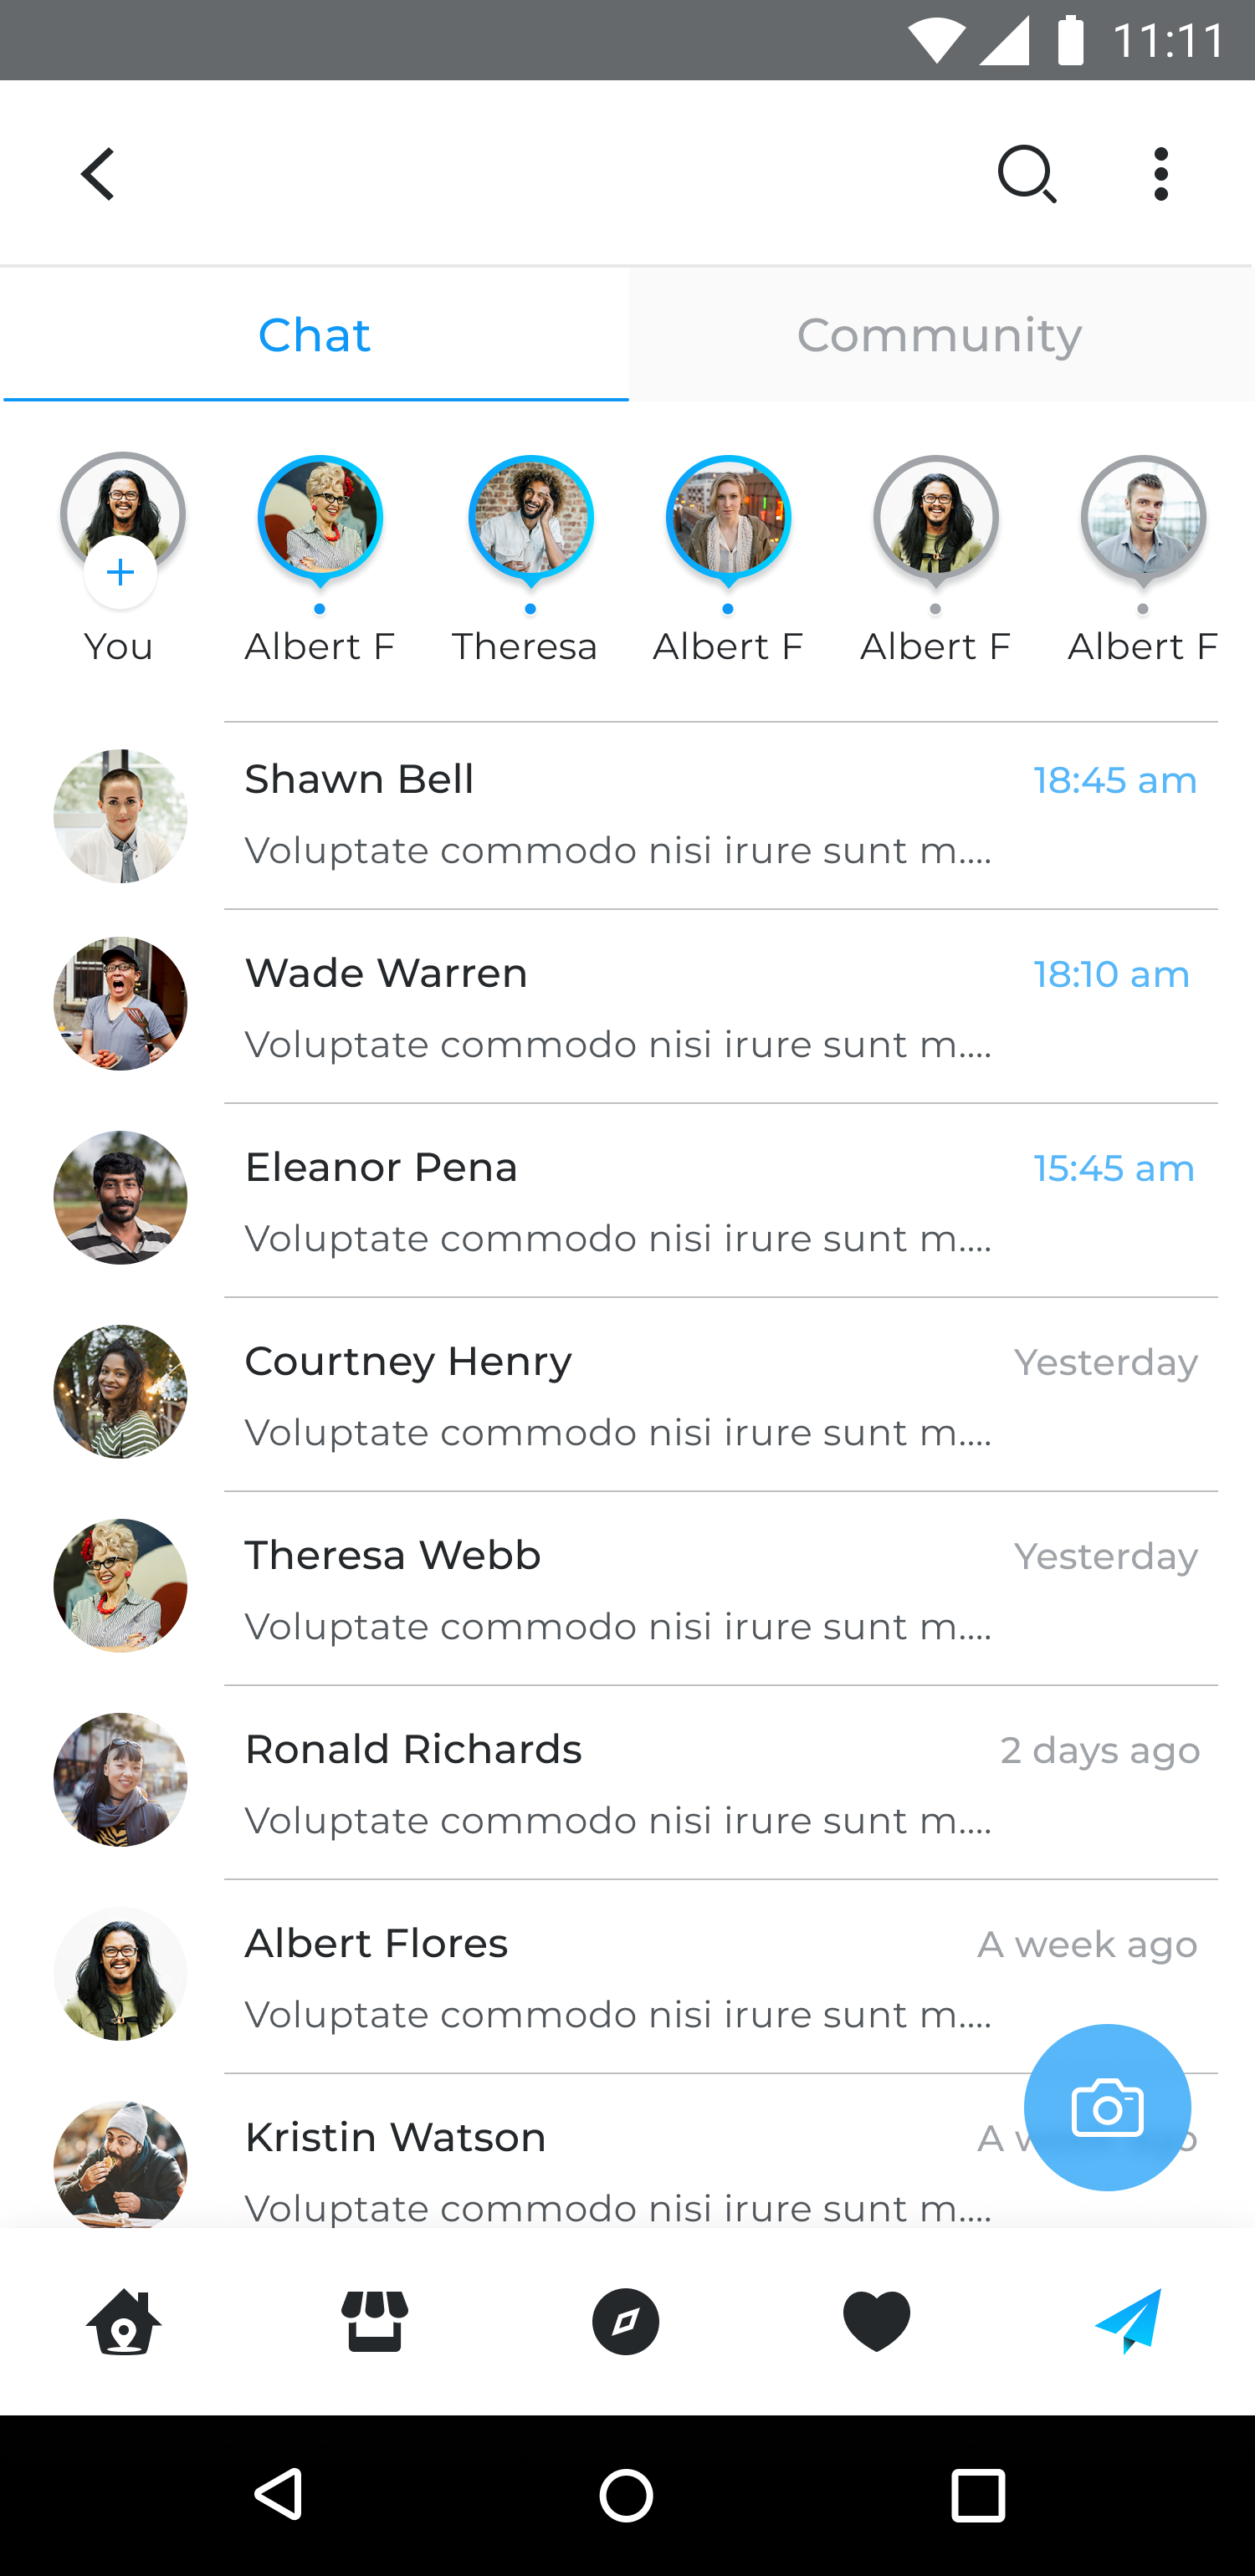 11:11
Chat
Community
You
Albert F
Theresa
Albert F
Albert F
Albert F
Shawn Bell
18:45 am
Voluptate commodo nisi irure sunt m....
Wade Warren
18:10 am
Voluptate commodo nisi irure sunt m....
Eleanor Pena
15:45 am
Voluptate commodo nisi irure sunt m....
Courtney Henry
Yesterday
Voluptate commodo nisi irure sunt m....
Theresa Webb
Yesterday
Voluptate commodo nisi irure sunt m....
Ronald Richards
2 days ago
Voluptate commodo nisi irure sunt m....
Albert Flores
A week ago
Voluptate commodo nisi irure sunt m....
Kristin Watson
A
Voluptate commodo nisi irure sunt m....